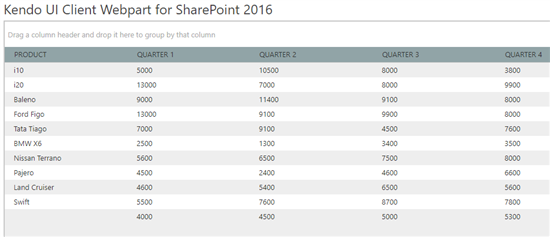 Kendo UI Client Webpart for SharePoint 2016
Drag a column header and drop it here to group by that column
PRODUCT QUARTER 1 QUARTER 2 QUARTER 3 QUARTER 4
i10 5000 10500 8000 3800
i20 13000 7000 8000 9900
Baleno 9000 11400 9100 8000
Ford Figo 13000 9100 9900 8000
Tata Tiago 7000 9100 4500 7600
BMW X6 2500 1300 3400 3500
Nissan Terrano 5600 6500 7500 8000
Pajero 4500 2400 4600 6600
Land Cruiser 4600 5400 6500 5600
Swift 5500 7600 8700 7800
4000 4500 5000 5300